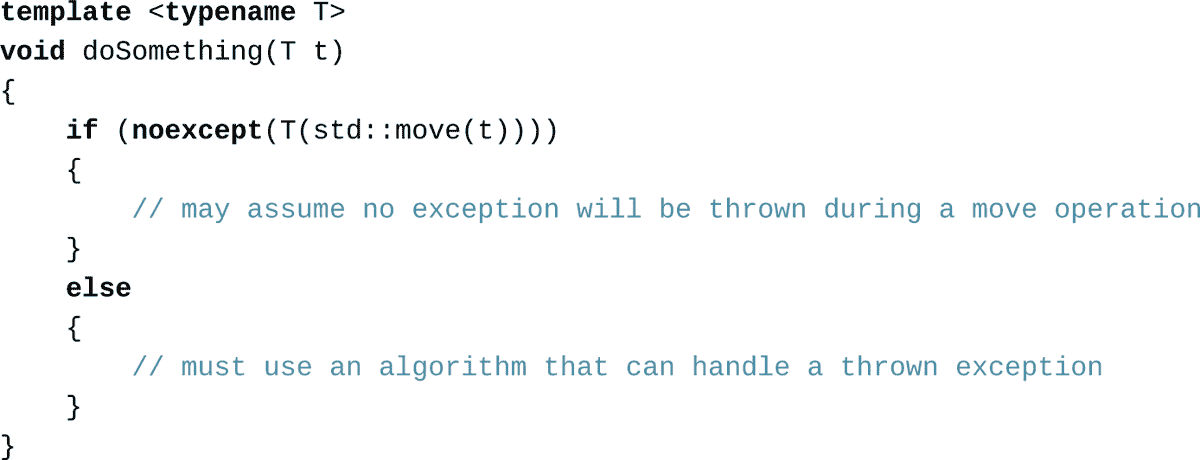 template <typename T>
void doSomething(T t)
{
    if (noexcept(T(std::move(t))))
    {
        // may assume no exception will be thrown during a move operation
    }
    else
    {
        // must use an algorithm that can handle a thrown exception
    }
}